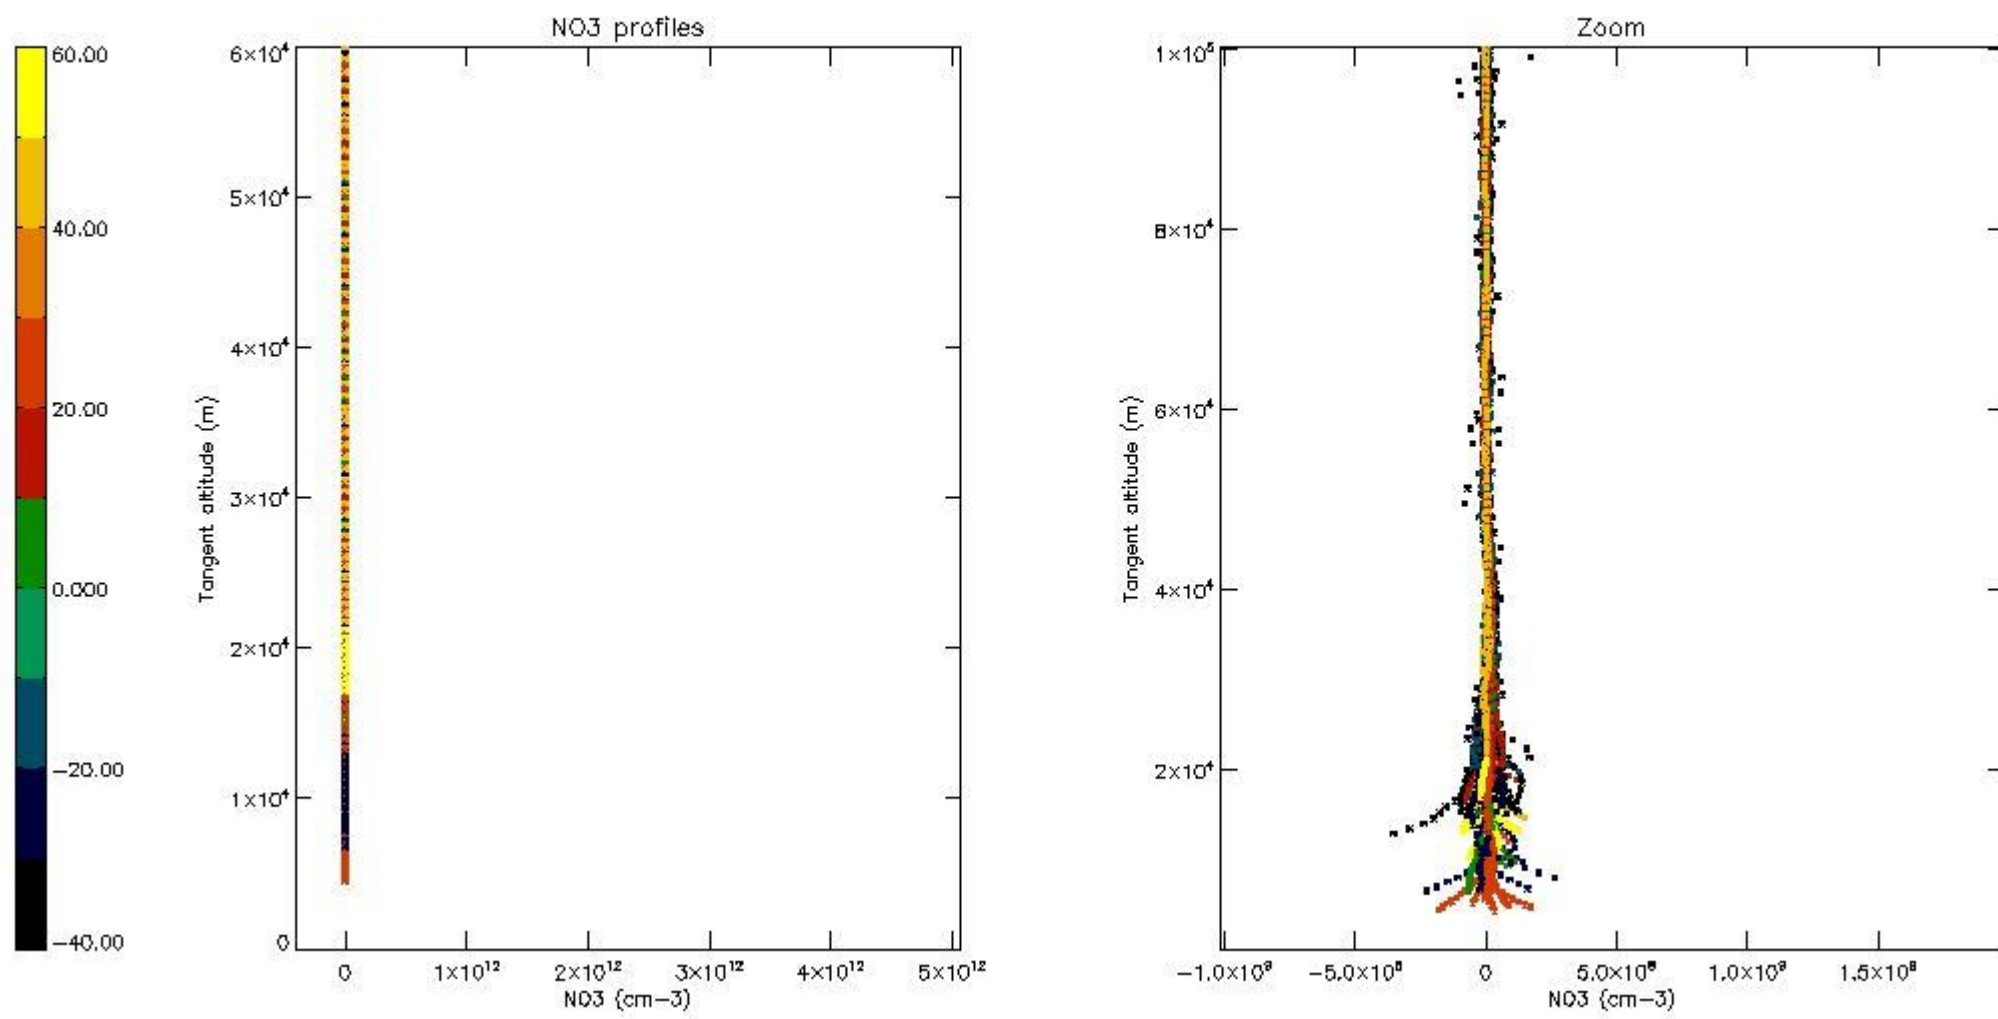 NO3 profiles
60.00
40.00
20.00
0.000
−20.00
−40.00
6×10⁴
5×10⁴
4×10⁴
3×10⁴
2×10⁴
1×10⁴
0
Tangent altitude (m)
0 1×10¹² 2×10¹² 3×10¹² 4×10¹² 5×10¹²
NO3 (cm−3)
Zoom
1×10⁵
8×10⁴
6×10⁴
4×10⁴
2×10⁴
Tangent altitude (m)
−1.0×10⁹ −5.0×10⁸ 0 5.0×10⁸ 1.0×10⁹ 1.5×10⁹
NO3 (cm−3)